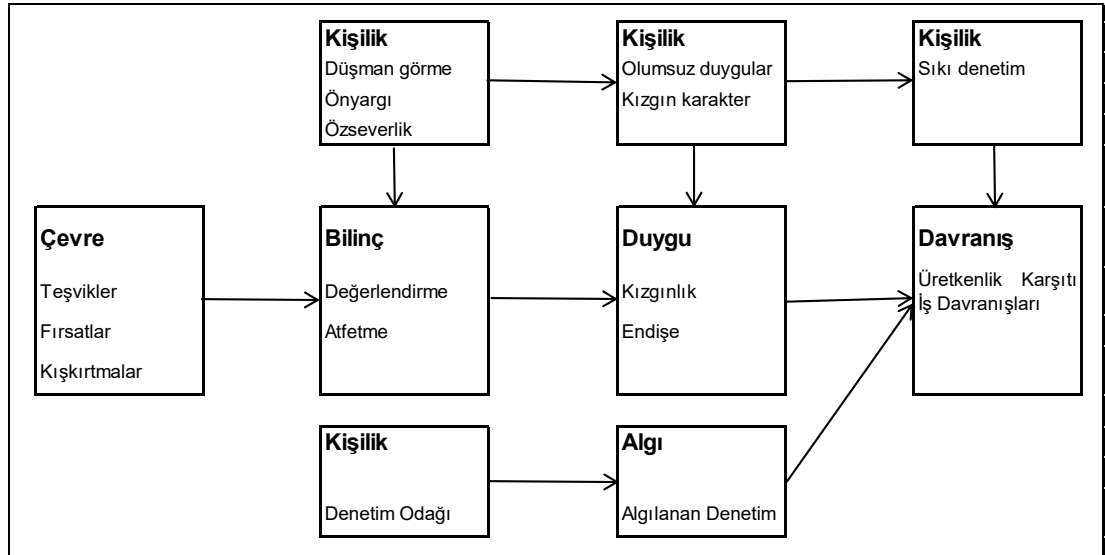 Kişilik
Düşman görme
Önyargı
Özseverlik
Kişilik
Olumsuz duygular
Kızgın karakter
Kişilik
Sıkı denetim
Çevre
Teşvikler
Fırsatlar
Kışkırtmalar
Bilinç
Değerlendirme
Atfetme
Duygu
Kızgınlık
Endişe
Davranış
Üretkenlik Karşıtı
İş Davranışları
Kişilik
Denetim Odağı
Algı
Algılanan Denetim